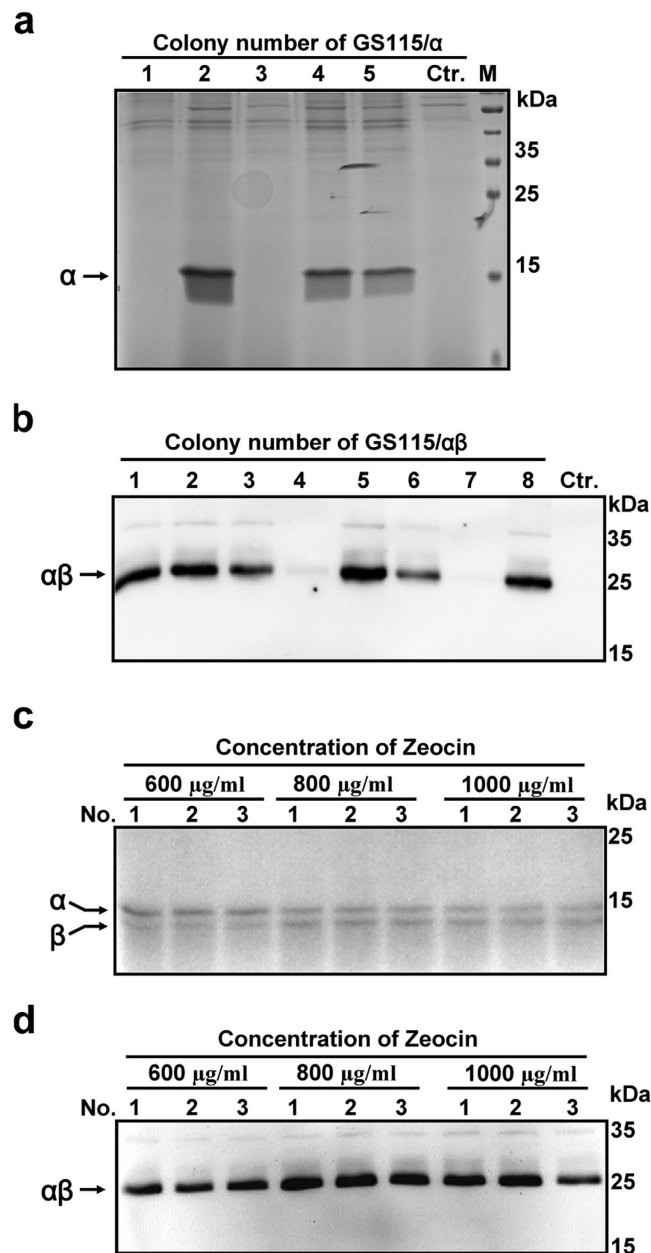 a
Colony number of GS115/α
1 2 3 4 5 Ctr. M
kDa
35
25
15
α →
b
Colony number of GS115/αβ
1 2 3 4 5 6 7 8 Ctr.
kDa
35
αβ → 25
15
c
Concentration of Zeocin
600 μg/ml 800 μg/ml 1000 μg/ml
kDa
No. 1 2 3 1 2 3 1 2 3
25
α 15
β
d
Concentration of Zeocin
600 μg/ml 800 μg/ml 1000 μg/ml
kDa
No. 1 2 3 1 2 3 1 2 3
35
αβ → 25
15